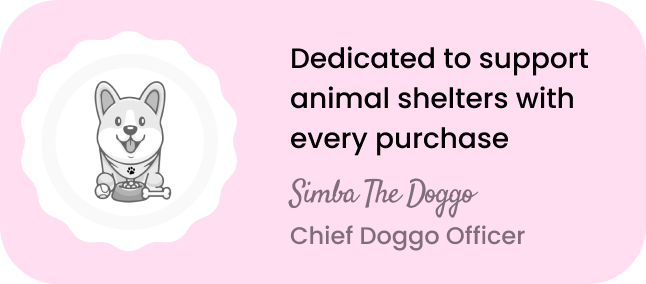 Dedicated to support
animal shelters with
every purchase
Simba The Doggo
Chief Doggo Officer